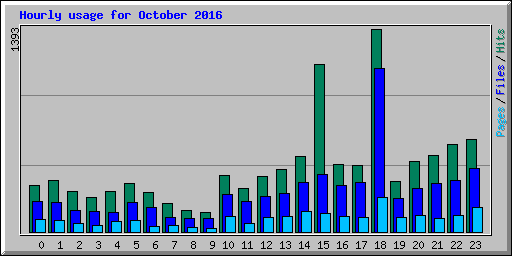 Hourly usage for October 2016
1393
Pages/Files/Hits
0 1 2 3 4 5 6 7 8 9 10 11 12 13 14 15 16 17 18 19 20 21 22 23